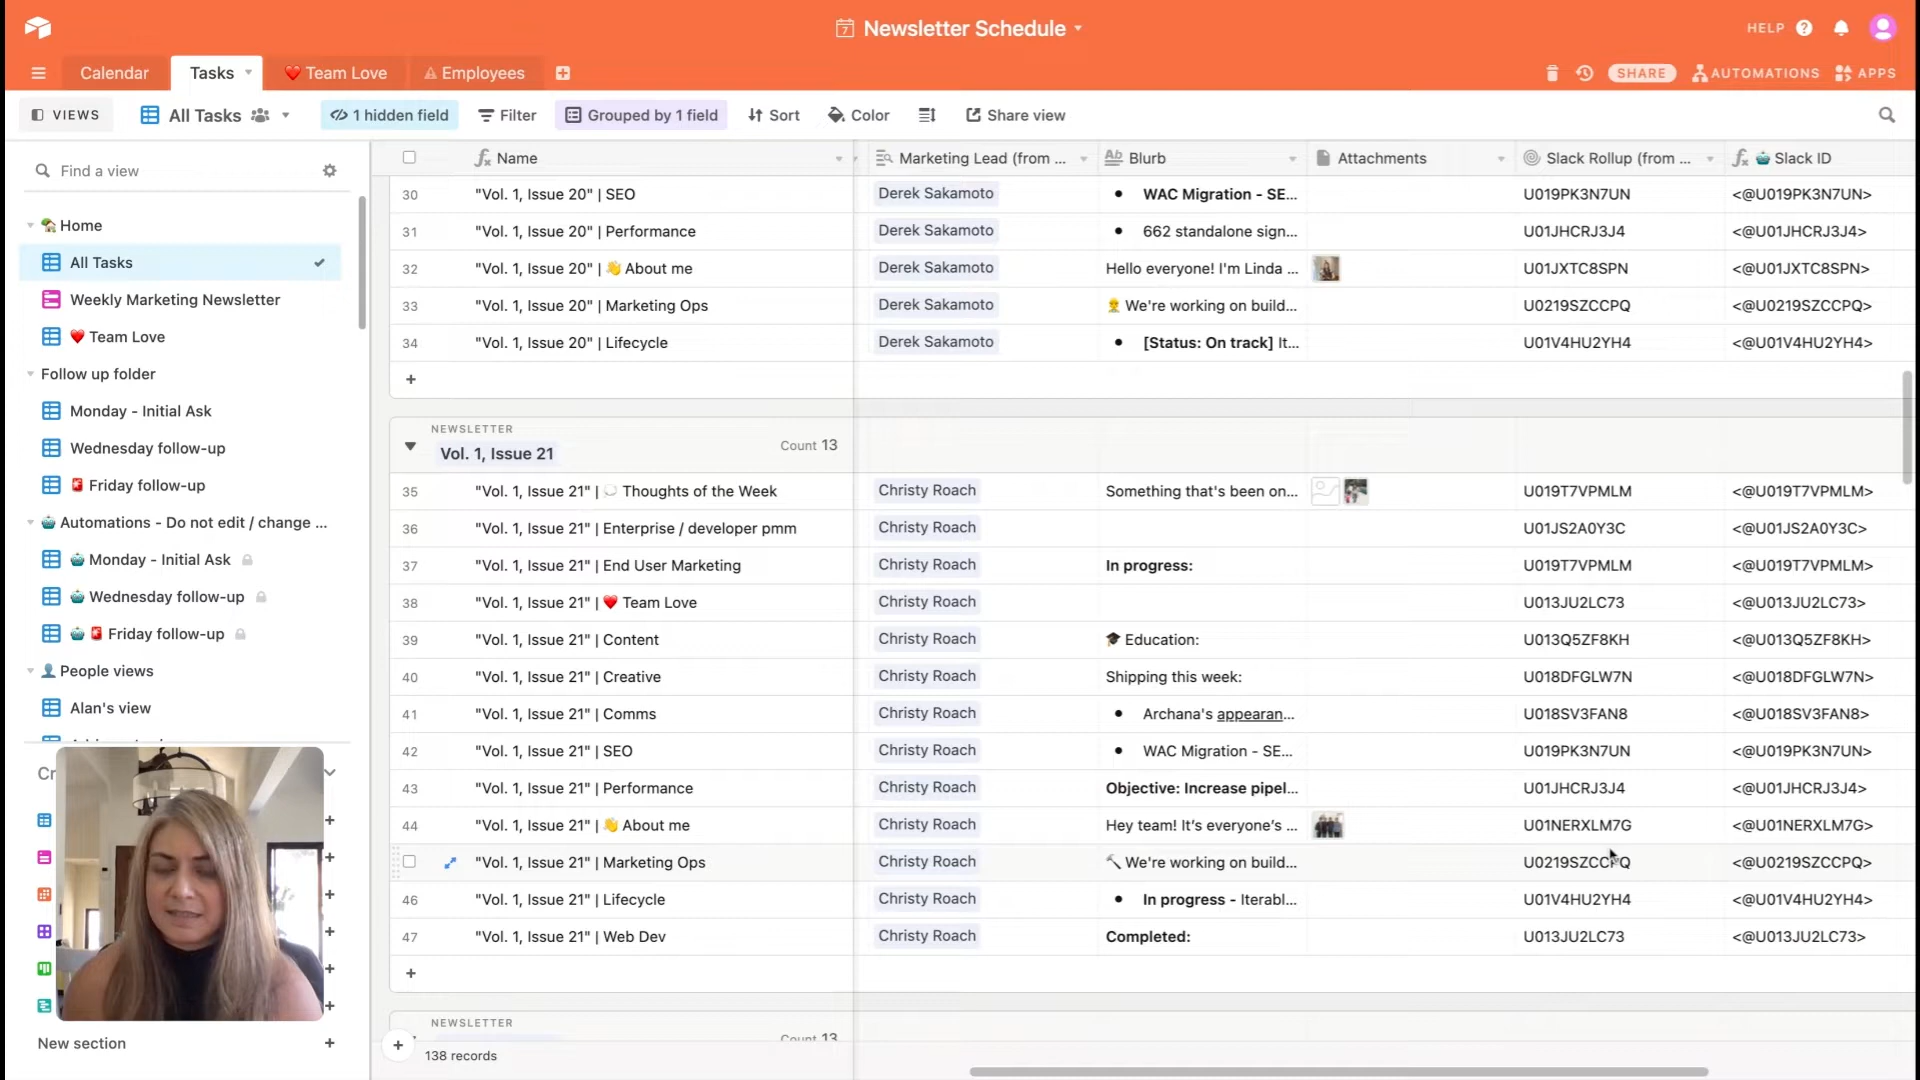 Newsletter Schedule
HELP
Calendar
Tasks
❤️ Team Love
Employees
SHARE
AUTOMATIONS
APPS
VIEWS
All Tasks
1 hidden field
Filter
Grouped by 1 field
Sort
Color
Share view
Find a view
🏡 Home
All Tasks
Weekly Marketing Newsletter
❤️ Team Love
Follow up folder
Monday - Initial Ask
Wednesday follow-up
🚨 Friday follow-up
🤖 Automations - Do not edit / change ...
🤖 Monday - Initial Ask
🤖 Wednesday follow-up
🤖 🚨 Friday follow-up
👤 People views
Alan's view
Cr
New section
Name
Marketing Lead (from ...
Blurb
Attachments
Slack Rollup (from ...
🤖 Slack ID
30 "Vol. 1, Issue 20" | SEO Derek Sakamoto • WAC Migration - SE... U019PK3N7UN <@U019PK3N7UN>
31 "Vol. 1, Issue 20" | Performance Derek Sakamoto • 662 standalone sign... U01JHCRJ3J4 <@U01JHCRJ3J4>
32 "Vol. 1, Issue 20" | 👋 About me Derek Sakamoto Hello everyone! I'm Linda ... U01JXTC8SPN <@U01JXTC8SPN>
33 "Vol. 1, Issue 20" | Marketing Ops Derek Sakamoto 👷 We're working on build... U0219SZCCPQ <@U0219SZCCPQ>
34 "Vol. 1, Issue 20" | Lifecycle Derek Sakamoto • [Status: On track] It... U01V4HU2YH4 <@U01V4HU2YH4>
NEWSLETTER
Vol. 1, Issue 21
Count 13
35 "Vol. 1, Issue 21" | 💭 Thoughts of the Week Christy Roach Something that's been on... U019T7VPMLM <@U019T7VPMLM>
36 "Vol. 1, Issue 21" | Enterprise / developer pmm Christy Roach U01JS2A0Y3C <@U01JS2A0Y3C>
37 "Vol. 1, Issue 21" | End User Marketing Christy Roach In progress: U019T7VPMLM <@U019T7VPMLM>
38 "Vol. 1, Issue 21" | ❤️ Team Love Christy Roach U013JU2LC73 <@U013JU2LC73>
39 "Vol. 1, Issue 21" | Content Christy Roach 🎓 Education: U013Q5ZF8KH <@U013Q5ZF8KH>
40 "Vol. 1, Issue 21" | Creative Christy Roach Shipping this week: U018DFGLW7N <@U018DFGLW7N>
41 "Vol. 1, Issue 21" | Comms Christy Roach • Archana's appearan... U018SV3FAN8 <@U018SV3FAN8>
42 "Vol. 1, Issue 21" | SEO Christy Roach • WAC Migration - SE... U019PK3N7UN <@U019PK3N7UN>
43 "Vol. 1, Issue 21" | Performance Christy Roach Objective: Increase pipel... U01JHCRJ3J4 <@U01JHCRJ3J4>
44 "Vol. 1, Issue 21" | 👋 About me Christy Roach Hey team! It's everyone's ... U01NERXLM7G <@U01NERXLM7G>
"Vol. 1, Issue 21" | Marketing Ops Christy Roach 🔨 We're working on build... U0219SZCCPQ <@U0219SZCCPQ>
46 "Vol. 1, Issue 21" | Lifecycle Christy Roach • In progress - Iterabl... U01V4HU2YH4 <@U01V4HU2YH4>
47 "Vol. 1, Issue 21" | Web Dev Christy Roach Completed: U013JU2LC73 <@U013JU2LC73>
NEWSLETTER
Count 13
138 records